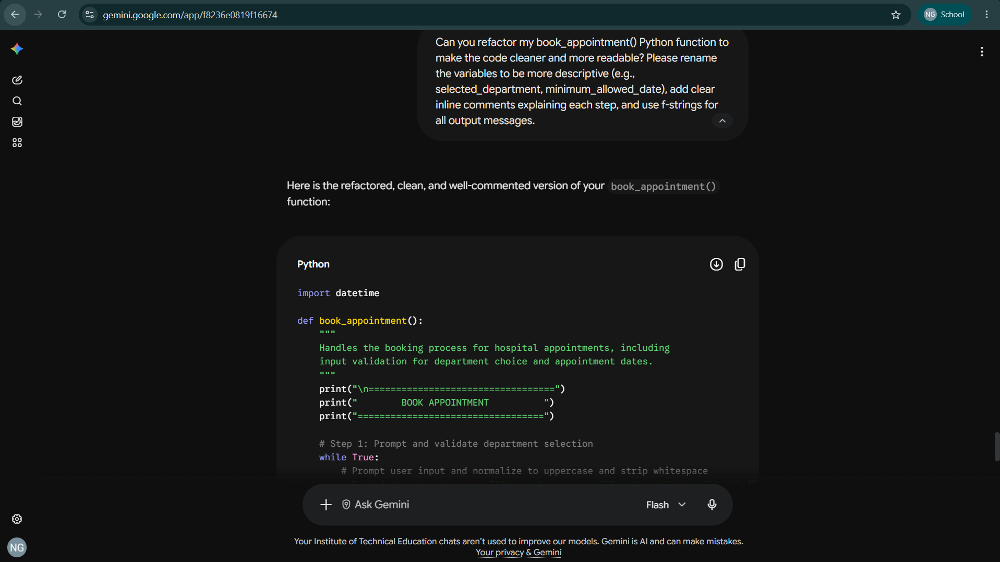 gemini.google.com/app/f8236e0819f16674
NG School
Can you refactor my book_appointment() Python function to
make the code cleaner and more readable? Please rename
the variables to be more descriptive (e.g.,
selected_department, minimum_allowed_date), add clear
inline comments explaining each step, and use f-strings for
all output messages.
Here is the refactored, clean, and well-commented version of your book_appointment()
function:
Python
import datetime
def book_appointment():
"""
Handles the booking process for hospital appointments, including
input validation for department choice and appointment dates.
"""
print("\n==================================")
print("        BOOK APPOINTMENT          ")
print("==================================")
# Step 1: Prompt and validate department selection
while True:
# Prompt user input and normalize to uppercase and strip whitespace
Ask Gemini
Flash
Your Institute of Technical Education chats aren't used to improve our models. Gemini is AI and can make mistakes.
Your privacy & Gemini
NG